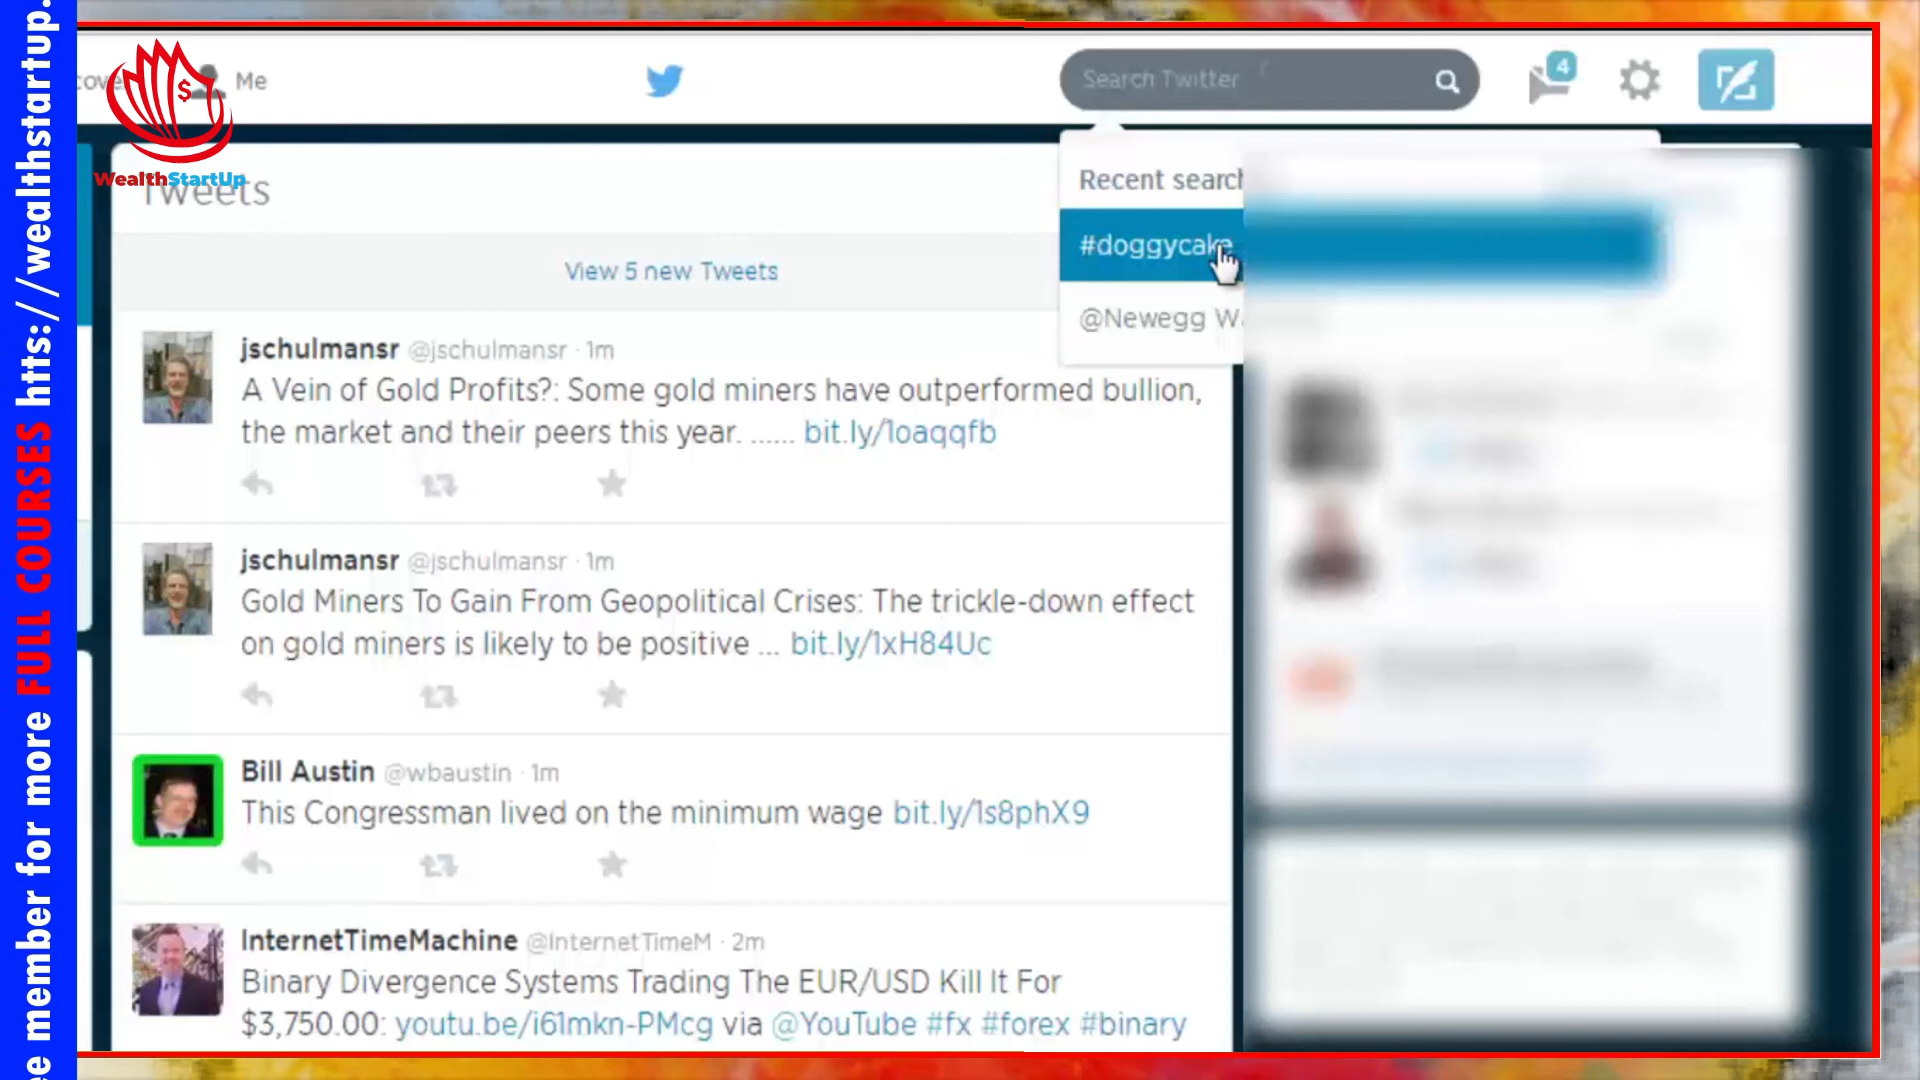 ee member for more FULL COURSES htts://wealthstartup.
Me
Search Twitter
4
WealthStartUp
Tweets
Recent search
#doggycake
@Newegg
View 5 new Tweets
jschulmansr @jschulmansr · 1m
A Vein of Gold Profits?: Some gold miners have outperformed bullion,
the market and their peers this year. ...... bit.ly/1oaqqfb
jschulmansr @jschulmansr · 1m
Gold Miners To Gain From Geopolitical Crises: The trickle-down effect
on gold miners is likely to be positive ... bit.ly/1xH84Uc
Bill Austin @wbaustin · 1m
This Congressman lived on the minimum wage bit.ly/1s8phX9
InternetTimeMachine @InternetTimeM · 2m
Binary Divergence Systems Trading The EUR/USD Kill It For
$3,750.00: youtu.be/i61mkn-PMcg via @YouTube #fx #forex #binary